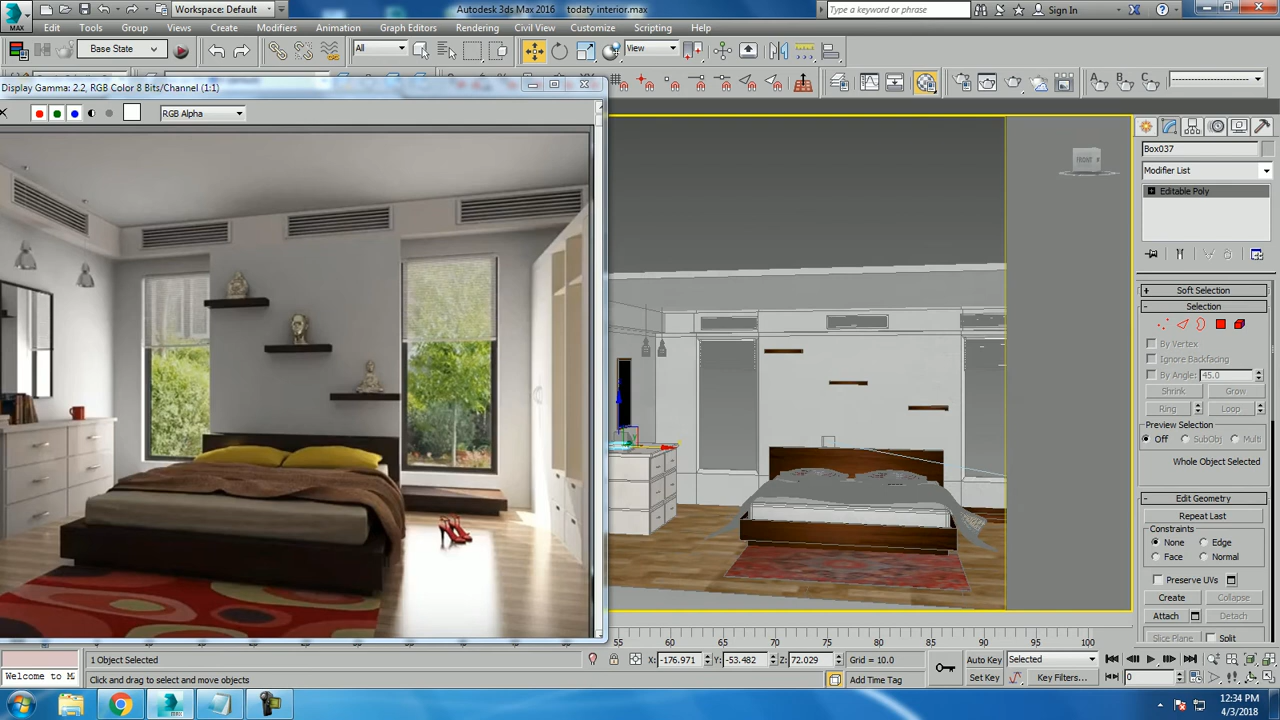 MAX
Workspace: Default
Autodesk 3ds Max 2016 todaty interior.max
Type a keyword or phrase
Sign In
Edit Tools Group Views Create Modifiers Animation Graph Editors Rendering Civil View Customize Scripting Help
Base State
All
View
Display Gamma: 2.2, RGB Color 8 Bits/Channel (1:1)
RGB Alpha
FRONT
Box037
Modifier List
Editable Poly
Soft Selection
Selection
By Vertex
Ignore Backfacing
By Angle: 45.0
Shrink Grow
Ring Loop
Preview Selection
Off SubObj Multi
Whole Object Selected
Edit Geometry
Repeat Last
Constraints
None Edge
Face Normal
Preserve UVs
Create Collapse
Attach Detach
Slice Plane Split
55 60 65 70 75 80 85 90 95 100
1 Object Selected
X: -176.971 Y: -53.482 Z: 72.029 Grid = 10.0
Auto Key Selected
Welcome to M
Click and drag to select and move objects
Add Time Tag
Set Key Key Filters... 0
12:34 PM
4/3/2018